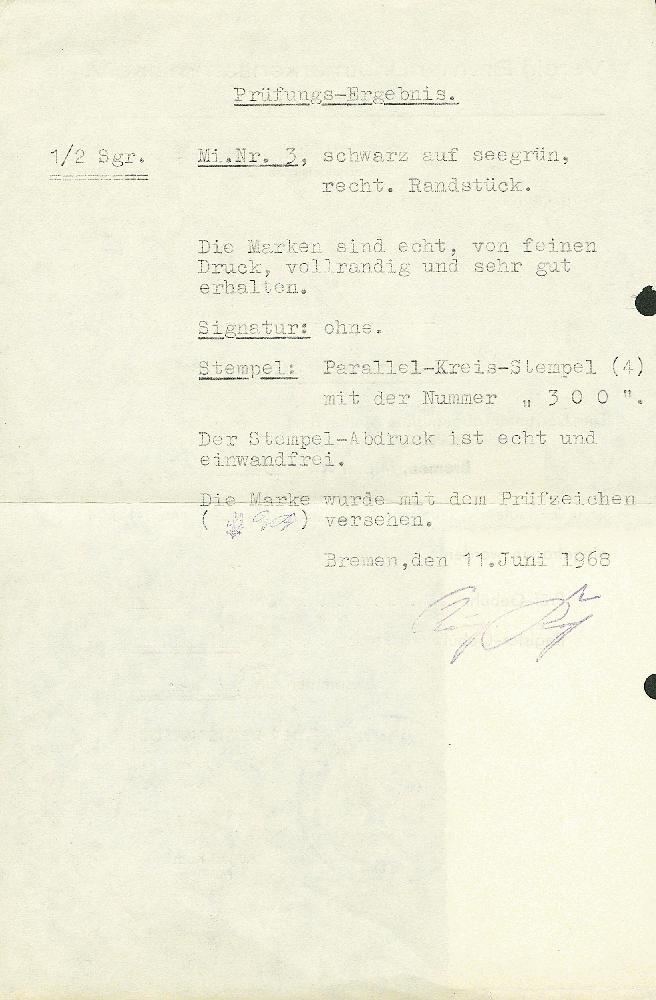 Prüfungs-Ergebnis.
1/2 Sgr. Mi.Nr. 3, schwarz auf seegrün,
recht. Randstück.
Die Marken sind echt, von feinen
Druck, vollrandig und sehr gut
erhalten.
Signatur: ohne.
Stempel: Parallel-Kreis-Stempel (4)
mit der Nummer „ 3 0 0 ".
Der Stempel-Abdruck ist echt und
einwandfrei.
Die Marke wurde mit dem Prüfzeichen
( ) versehen.
Bremen,den 11.Juni 1968